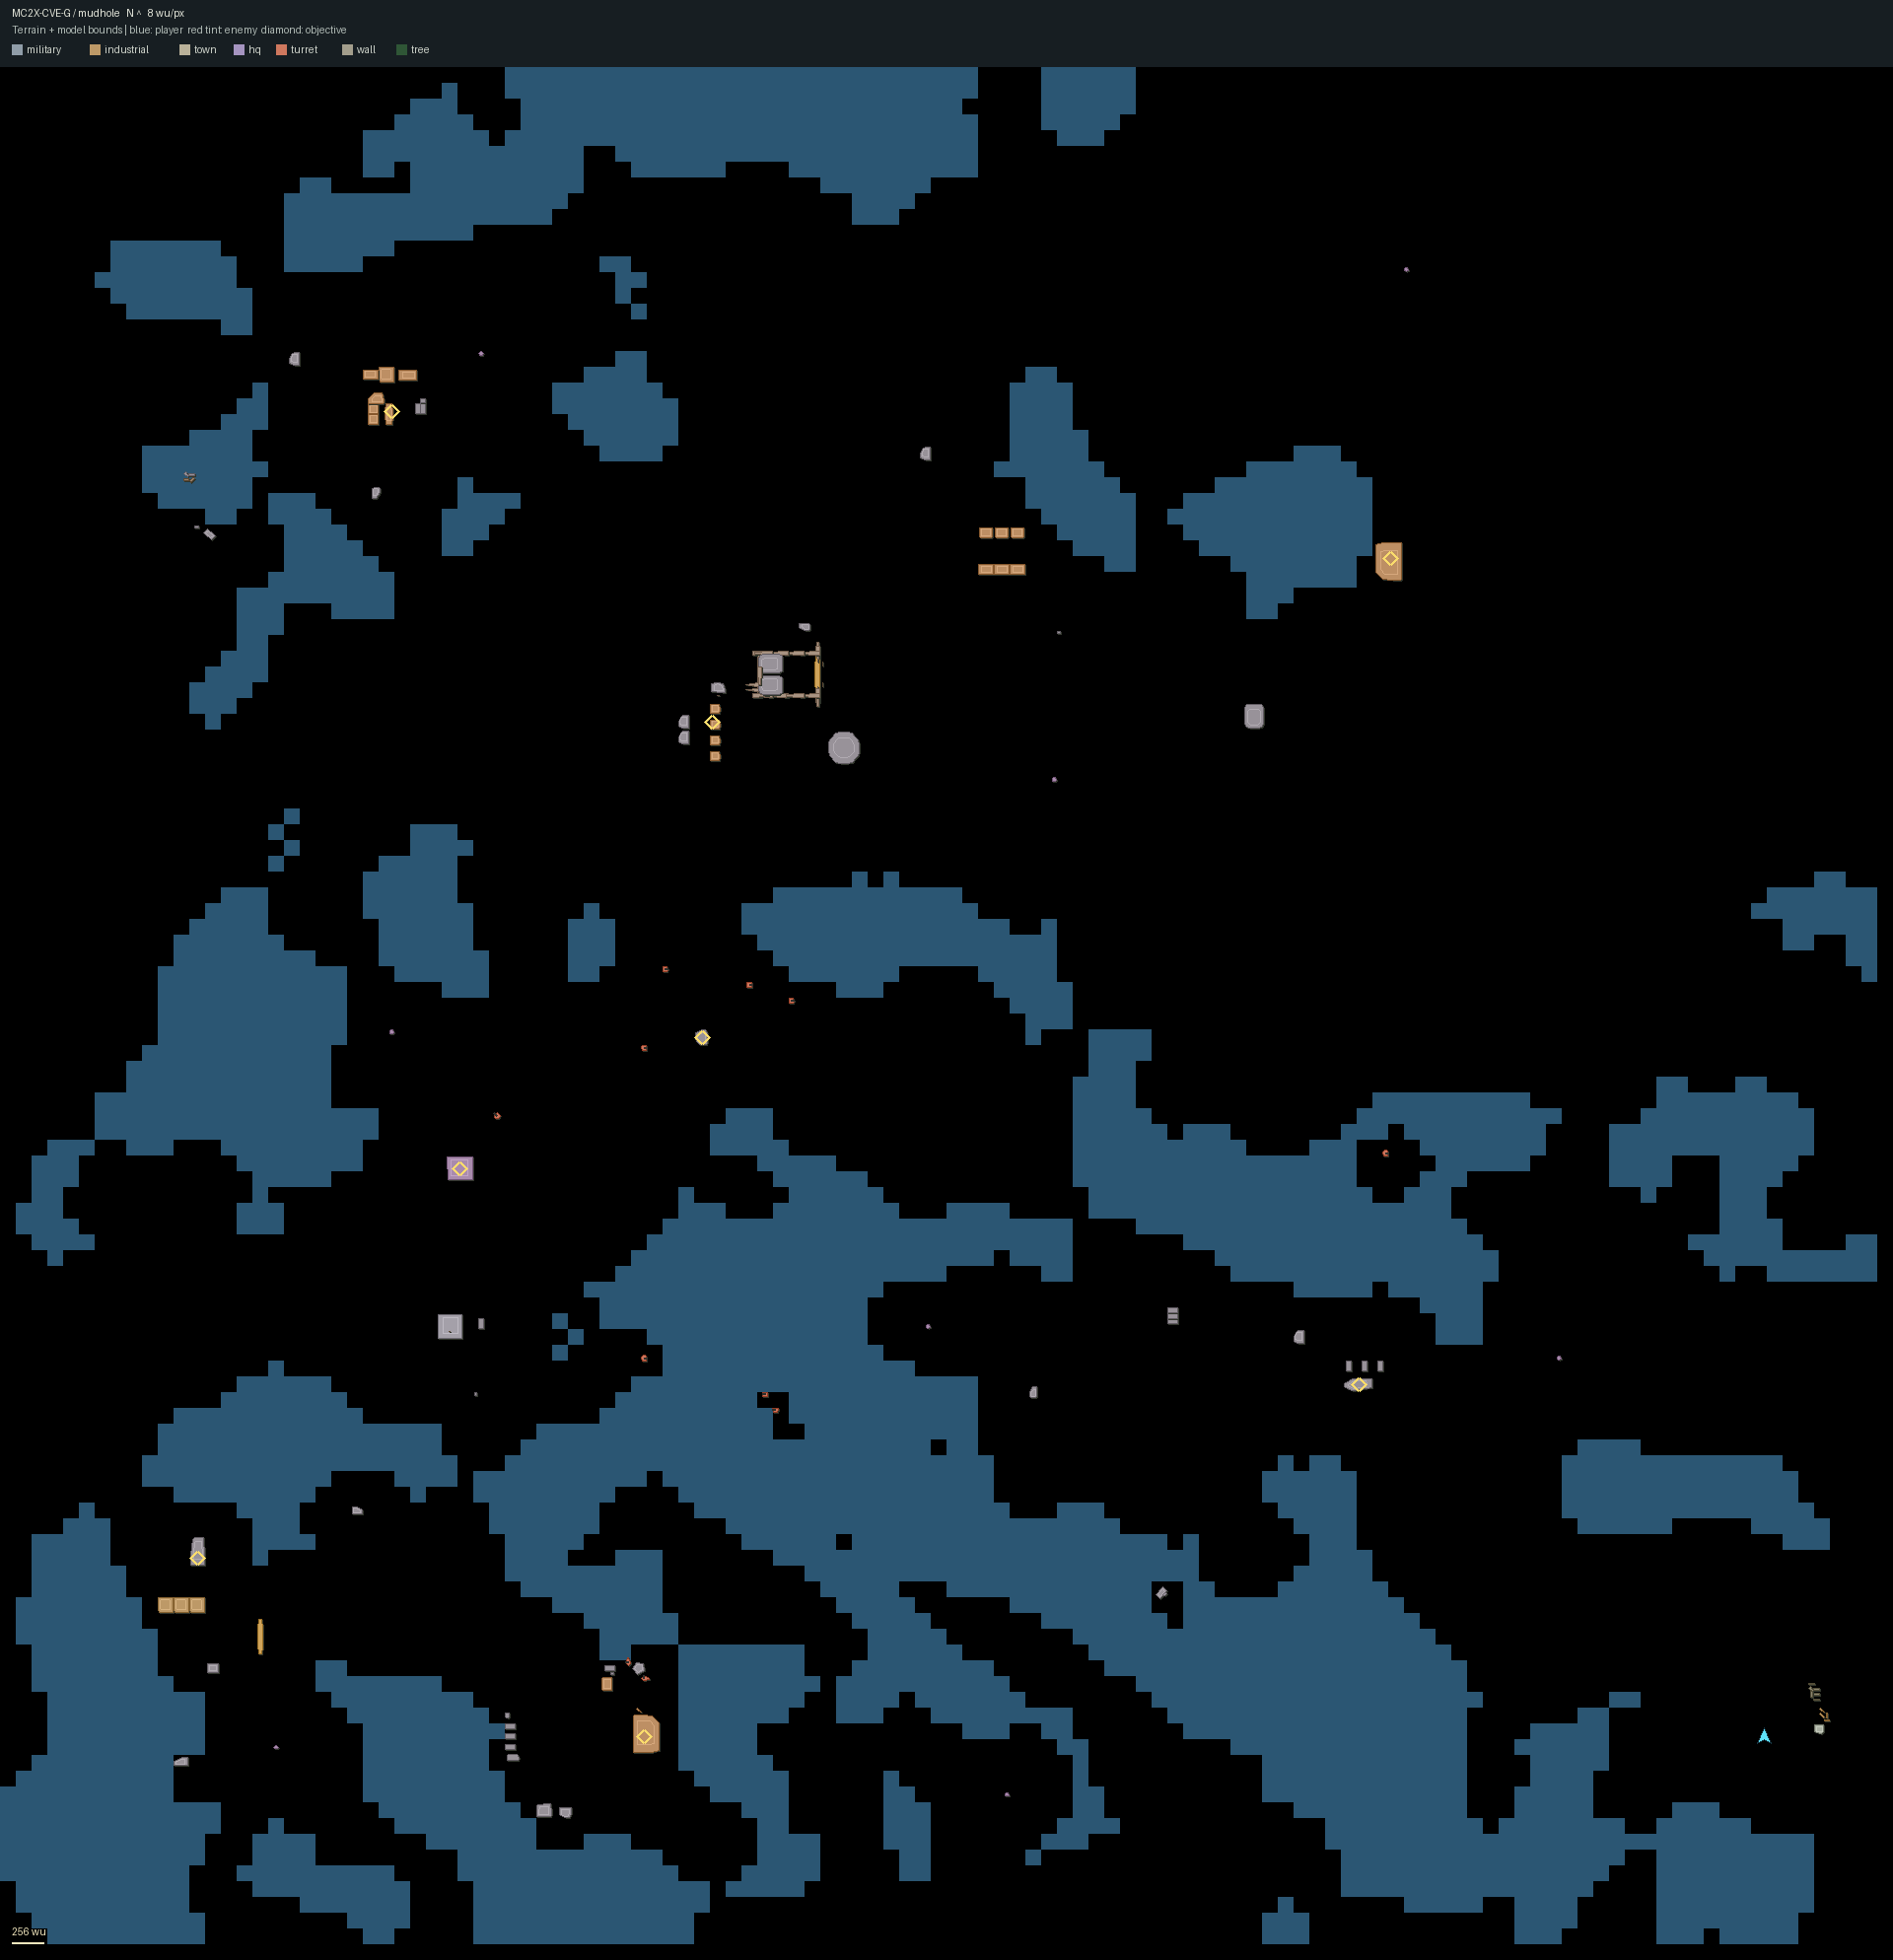 MC2X-CVE-G / mudhole N ^ 8 wu/px
Terrain + model bounds | blue: player red tint: enemy diamond: objective
military industrial town hq turret wall tree
256 wu